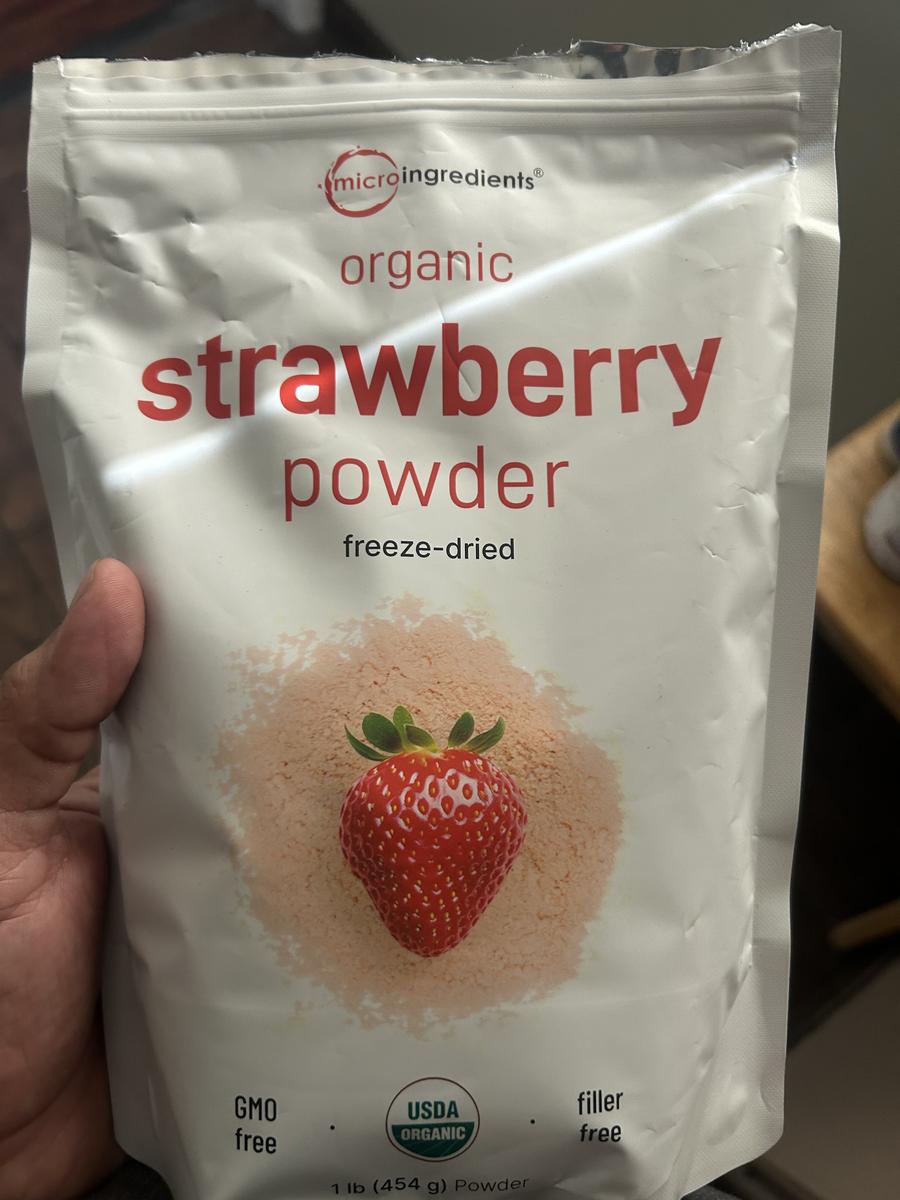 microingredients®
organic
strawberry
powder
freeze-dried
GMO free
USDA ORGANIC
filler free
1 lb (454 g) Powder